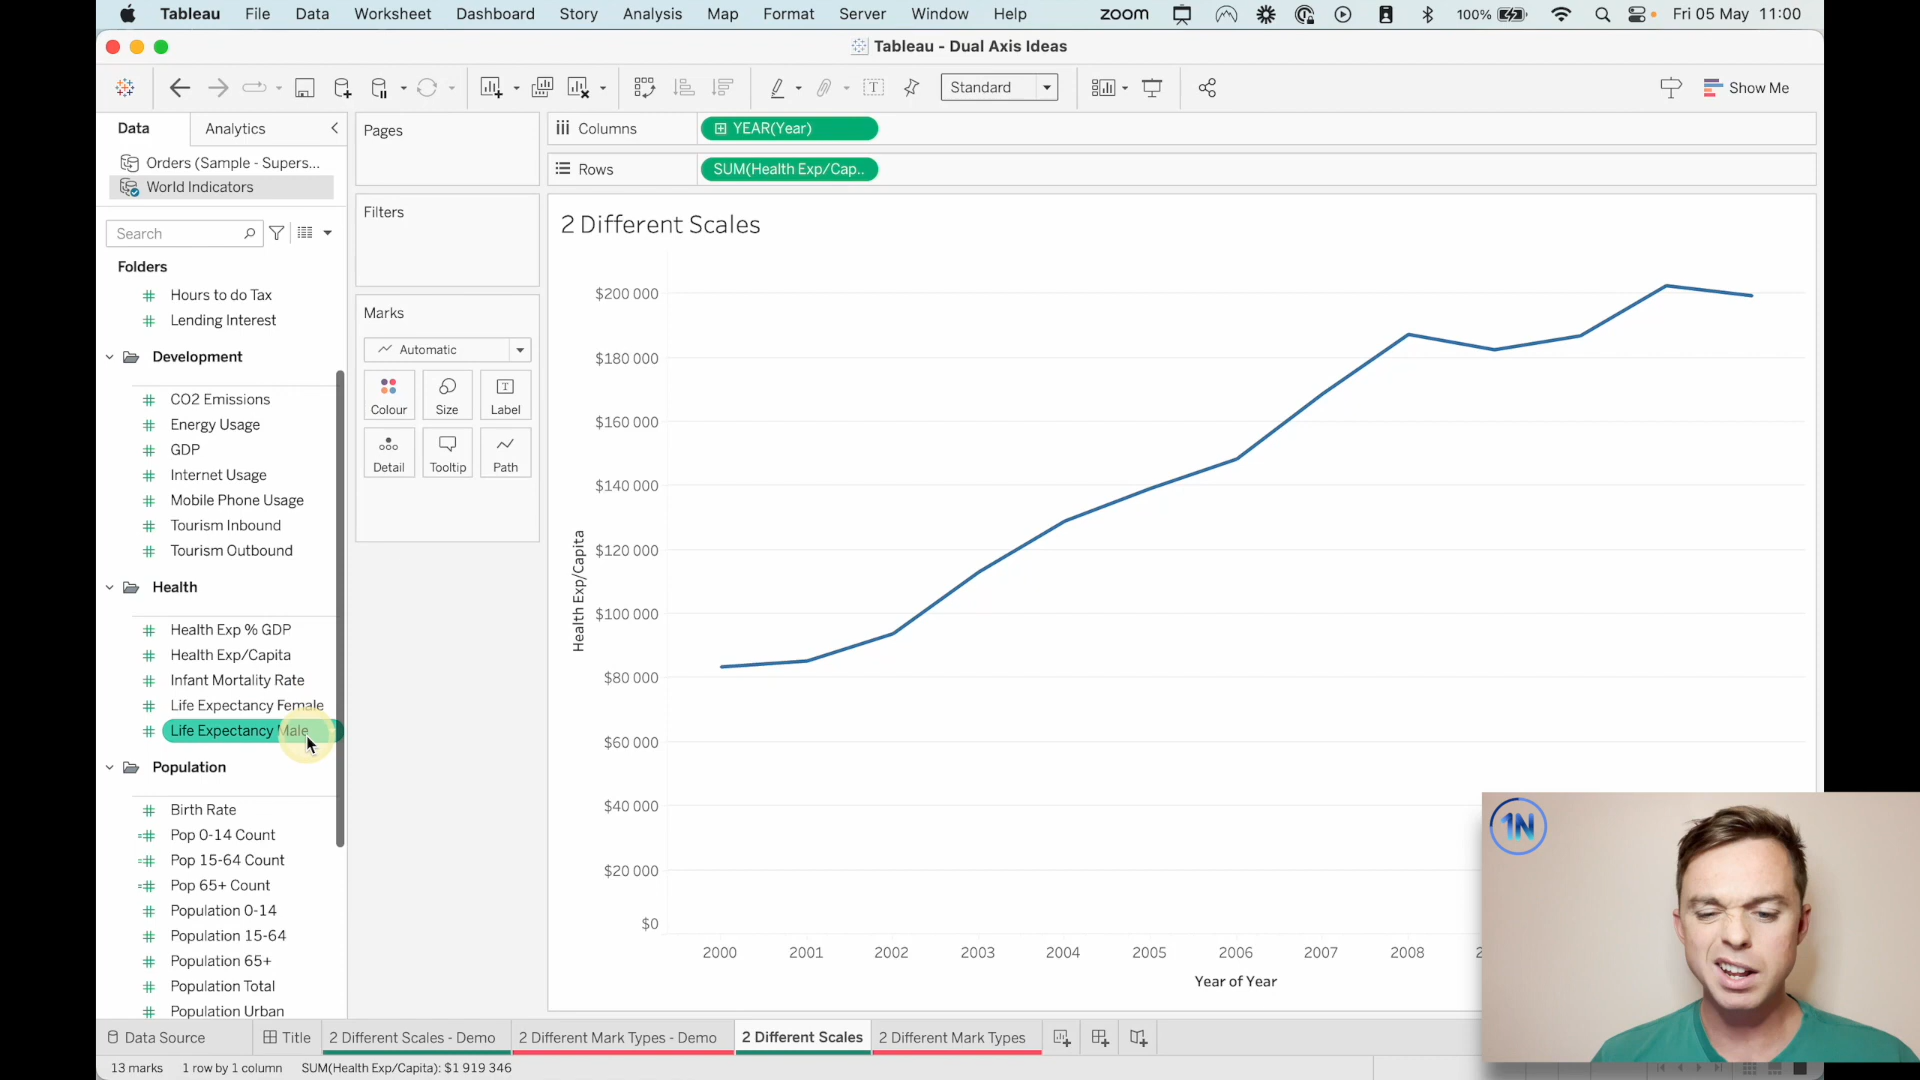 Tableau File Data Worksheet Dashboard Story Analysis Map Format Server Window Help zoom 100% Fri 05 May 11:00
Tableau - Dual Axis Ideas
Standard Show Me
Data Analytics
Orders (Sample - Supers...
World Indicators
Search
Folders
Hours to do Tax
Lending Interest
Development
CO2 Emissions
Energy Usage
GDP
Internet Usage
Mobile Phone Usage
Tourism Inbound
Tourism Outbound
Health
Health Exp % GDP
Health Exp/Capita
Infant Mortality Rate
Life Expectancy Female
Life Expectancy Male
Population
Birth Rate
Pop 0-14 Count
Pop 15-64 Count
Pop 65+ Count
Population 0-14
Population 15-64
Population 65+
Population Total
Population Urban
Pages
Filters
Marks
Automatic
Colour Size Label
Detail Tooltip Path
Columns YEAR(Year)
Rows SUM(Health Exp/Cap..
2 Different Scales
$200 000
$180 000
$160 000
$140 000
$120 000
$100 000
$80 000
$60 000
$40 000
$20 000
$0
Health Exp/Capita
2000 2001 2002 2003 2004 2005 2006 2007 2008
Year of Year
1N
Data Source Title 2 Different Scales - Demo 2 Different Mark Types - Demo 2 Different Scales 2 Different Mark Types
13 marks 1 row by 1 column SUM(Health Exp/Capita): $1 919 346